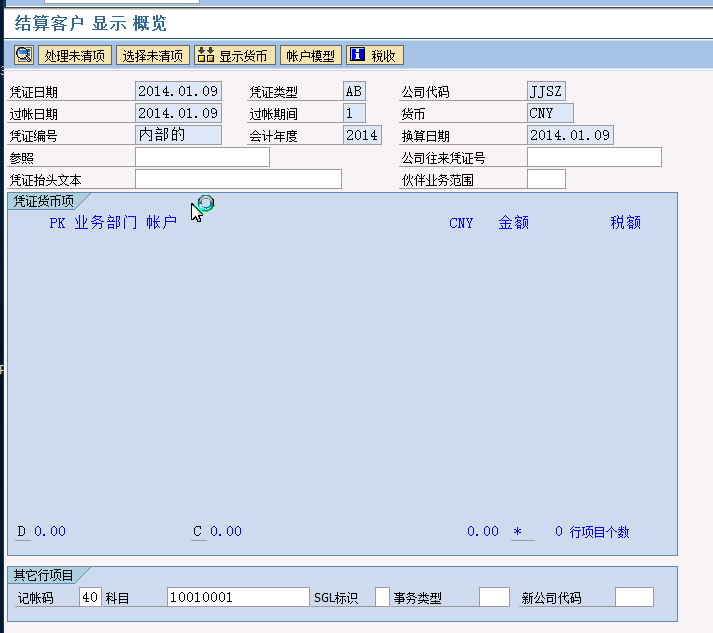 结算客户 显示 概览
处理未清项 选择未清项 显示货币 帐户模型 税收
凭证日期 2014.01.09 凭证类型 AB 公司代码 JJSZ
过帐日期 2014.01.09 过帐期间 1 货币 CNY
凭证编号 内部的 会计年度 2014 换算日期 2014.01.09
参照 公司往来凭证号
凭证抬头文本 伙伴业务范围
凭证货币项
PK 业务部门 帐户 CNY 金额 税额
D 0.00 C 0.00 0.00 * 0 行项目个数
其它行项目
记帐码 40 科目 10010001 SGL标识 事务类型 新公司代码